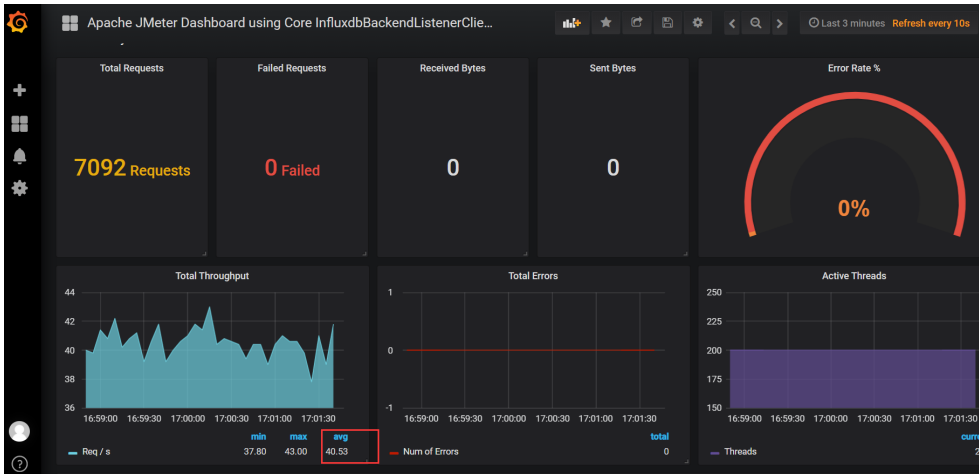 Apache JMeter Dashboard using Core InfluxdbBackendListenerClie...
Last 3 minutes Refresh every 10s
Total Requests
7092 Requests
Failed Requests
0 Failed
Received Bytes
0
Sent Bytes
0
Error Rate %
0%
Total Throughput
44
42
40
38
36
16:59:00 16:59:30 17:00:00 17:00:30 17:01:00 17:01:30
min max avg
Req / s 37.80 43.00 40.53
Total Errors
1
0
-1
16:59:00 16:59:30 17:00:00 17:00:30 17:01:00 17:01:30
total
Num of Errors 0
Active Threads
250
225
200
175
150
16:59:00 16:59:30 17:00:00 17:00:30 17:01:00 17:01:30
curre
Threads